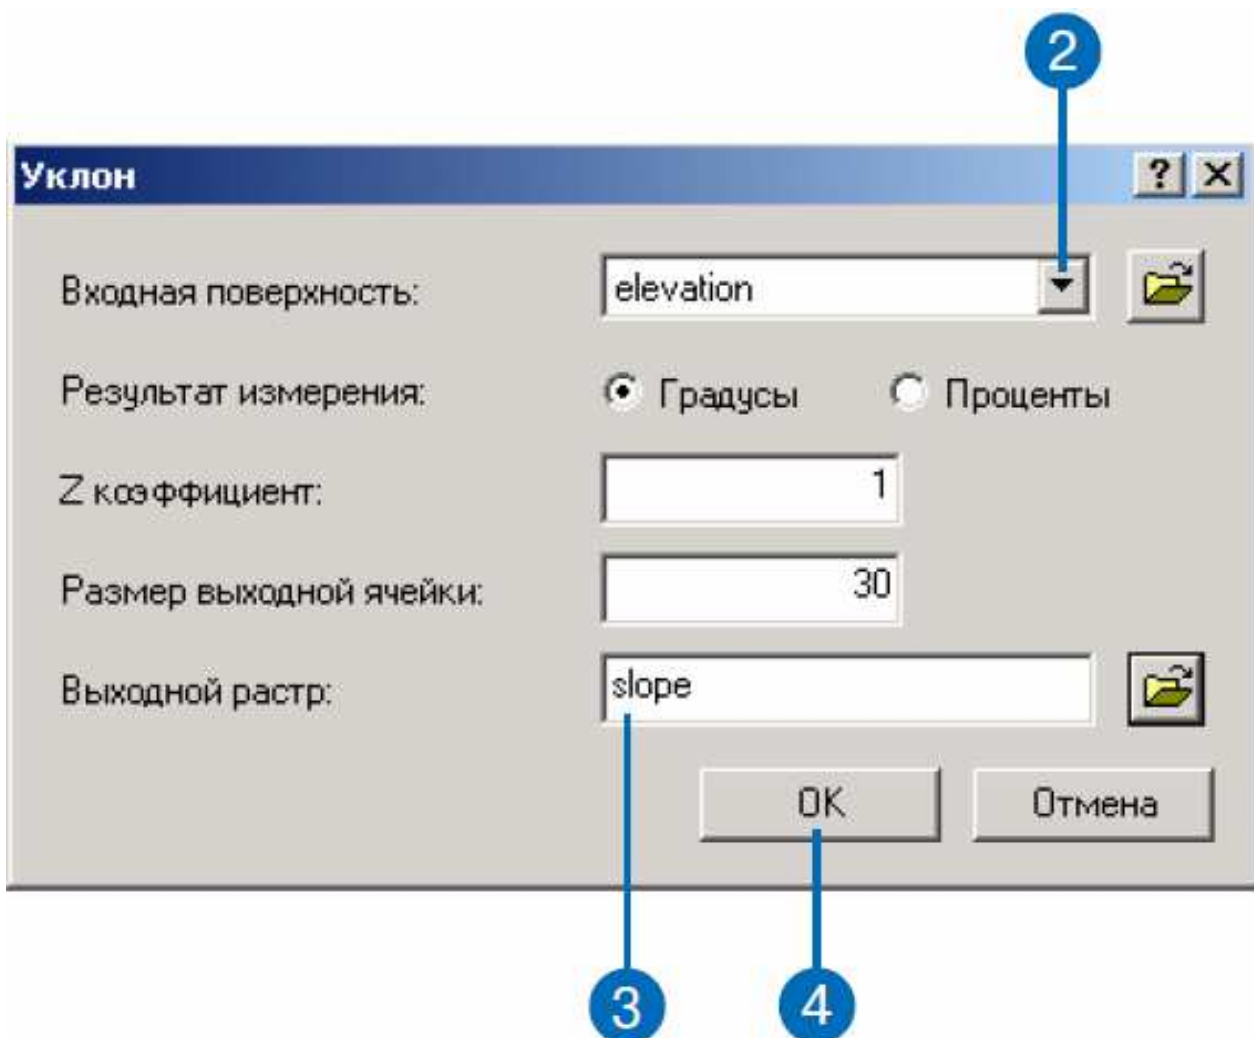 2
Уклон ? ×
Входная поверхность: elevation
Результат измерения: Градусы Проценты
Z коэффициент: 1
Размер выходной ячейки: 30
Выходной растр: slope
OK Отмена
3 4